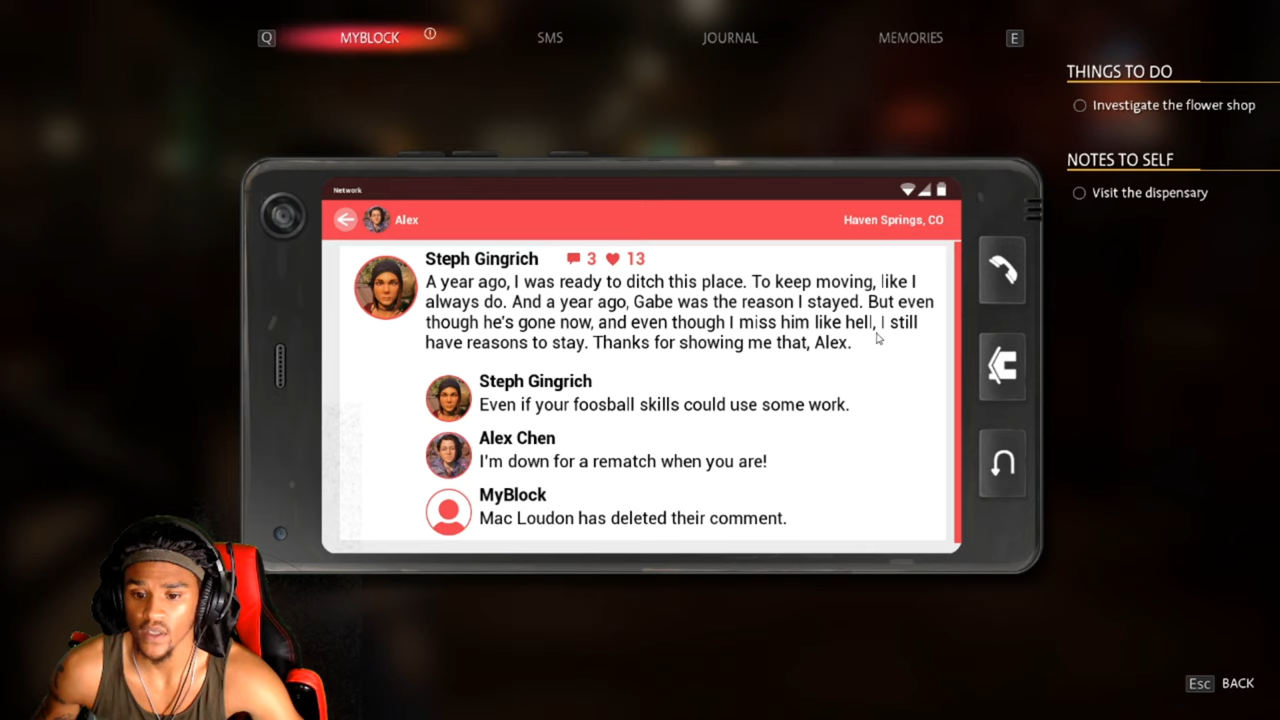 Q
MYBLOCK
SMS
JOURNAL
MEMORIES
E
THINGS TO DO
Investigate the flower shop
NOTES TO SELF
Visit the dispensary
Network
Alex
Haven Springs, CO
Steph Gingrich 3 13
A year ago, I was ready to ditch this place. To keep moving, like I
always do. And a year ago, Gabe was the reason I stayed. But even
though he's gone now, and even though I miss him like hell, I still
have reasons to stay. Thanks for showing me that, Alex.
Steph Gingrich
Even if your foosball skills could use some work.
Alex Chen
I'm down for a rematch when you are!
MyBlock
Mac Loudon has deleted their comment.
Esc BACK